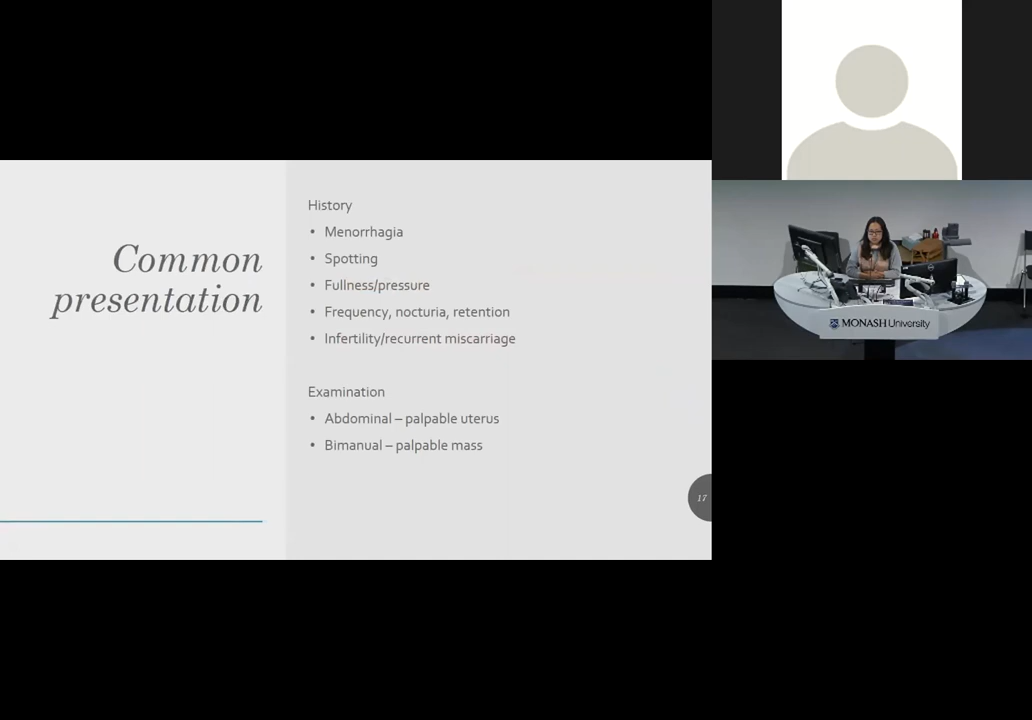 Common
presentation
History
• Menorrhagia
• Spotting
• Fullness/pressure
• Frequency, nocturia, retention
• Infertility/recurrent miscarriage
Examination
• Abdominal – palpable uterus
• Bimanual – palpable mass
17
MONASH University